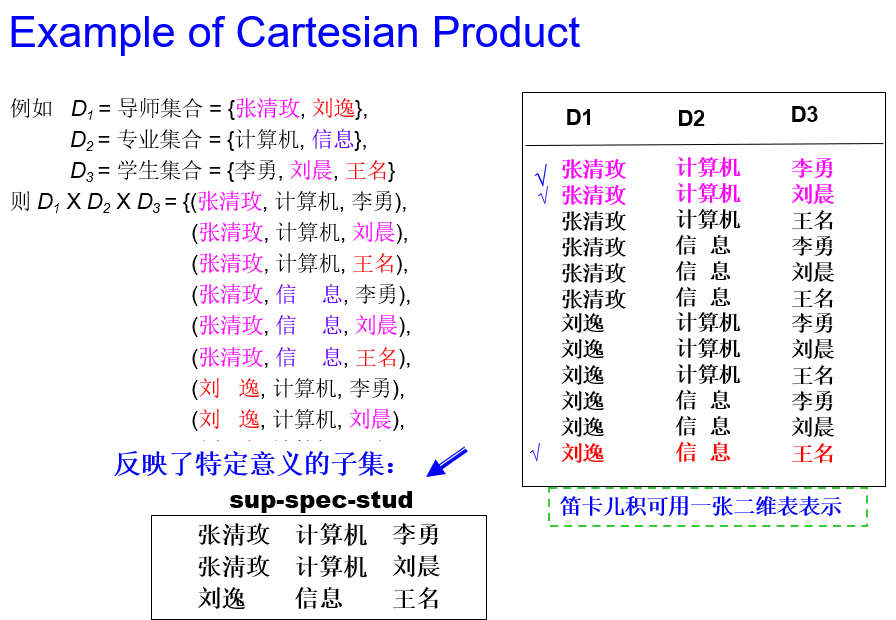 Example of Cartesian Product
例如 D1 = 导师集合 = {张清玫, 刘逸},
D2 = 专业集合 = {计算机, 信息},
D3 = 学生集合 = {李勇, 刘晨, 王名}
则 D1 X D2 X D3 = {(张清玫, 计算机, 李勇),
(张清玫, 计算机, 刘晨),
(张清玫, 计算机, 王名),
(张清玫, 信 息, 李勇),
(张清玫, 信 息, 刘晨),
(张清玫, 信 息, 王名),
(刘 逸, 计算机, 李勇),
(刘 逸, 计算机, 刘晨),
反映了特定意义的子集：
sup-spec-stud
张清玫 计算机 李勇
张清玫 计算机 刘晨
刘逸 信息 王名
D1 D2 D3
√ 张清玫 计算机 李勇
√ 张清玫 计算机 刘晨
张清玫 计算机 王名
张清玫 信 息 李勇
张清玫 信 息 刘晨
张清玫 信 息 王名
刘逸 计算机 李勇
刘逸 计算机 刘晨
刘逸 计算机 王名
刘逸 信 息 李勇
刘逸 信 息 刘晨
√ 刘逸 信 息 王名
笛卡儿积可用一张二维表表示